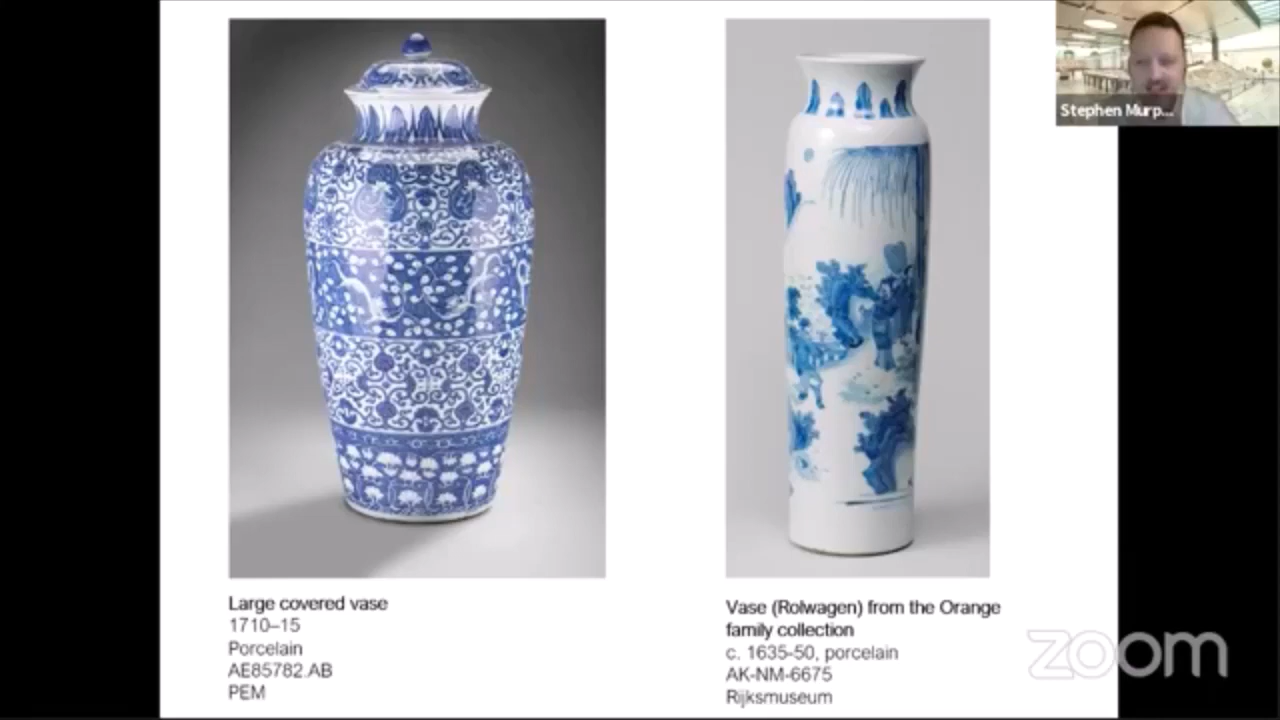 Stephen Murp...
Large covered vase
1710–15
Porcelain
AE85782.AB
PEM
Vase (Rolwagen) from the Orange
family collection
c. 1635-50, porcelain
AK-NM-6675
Rijksmuseum
zoom